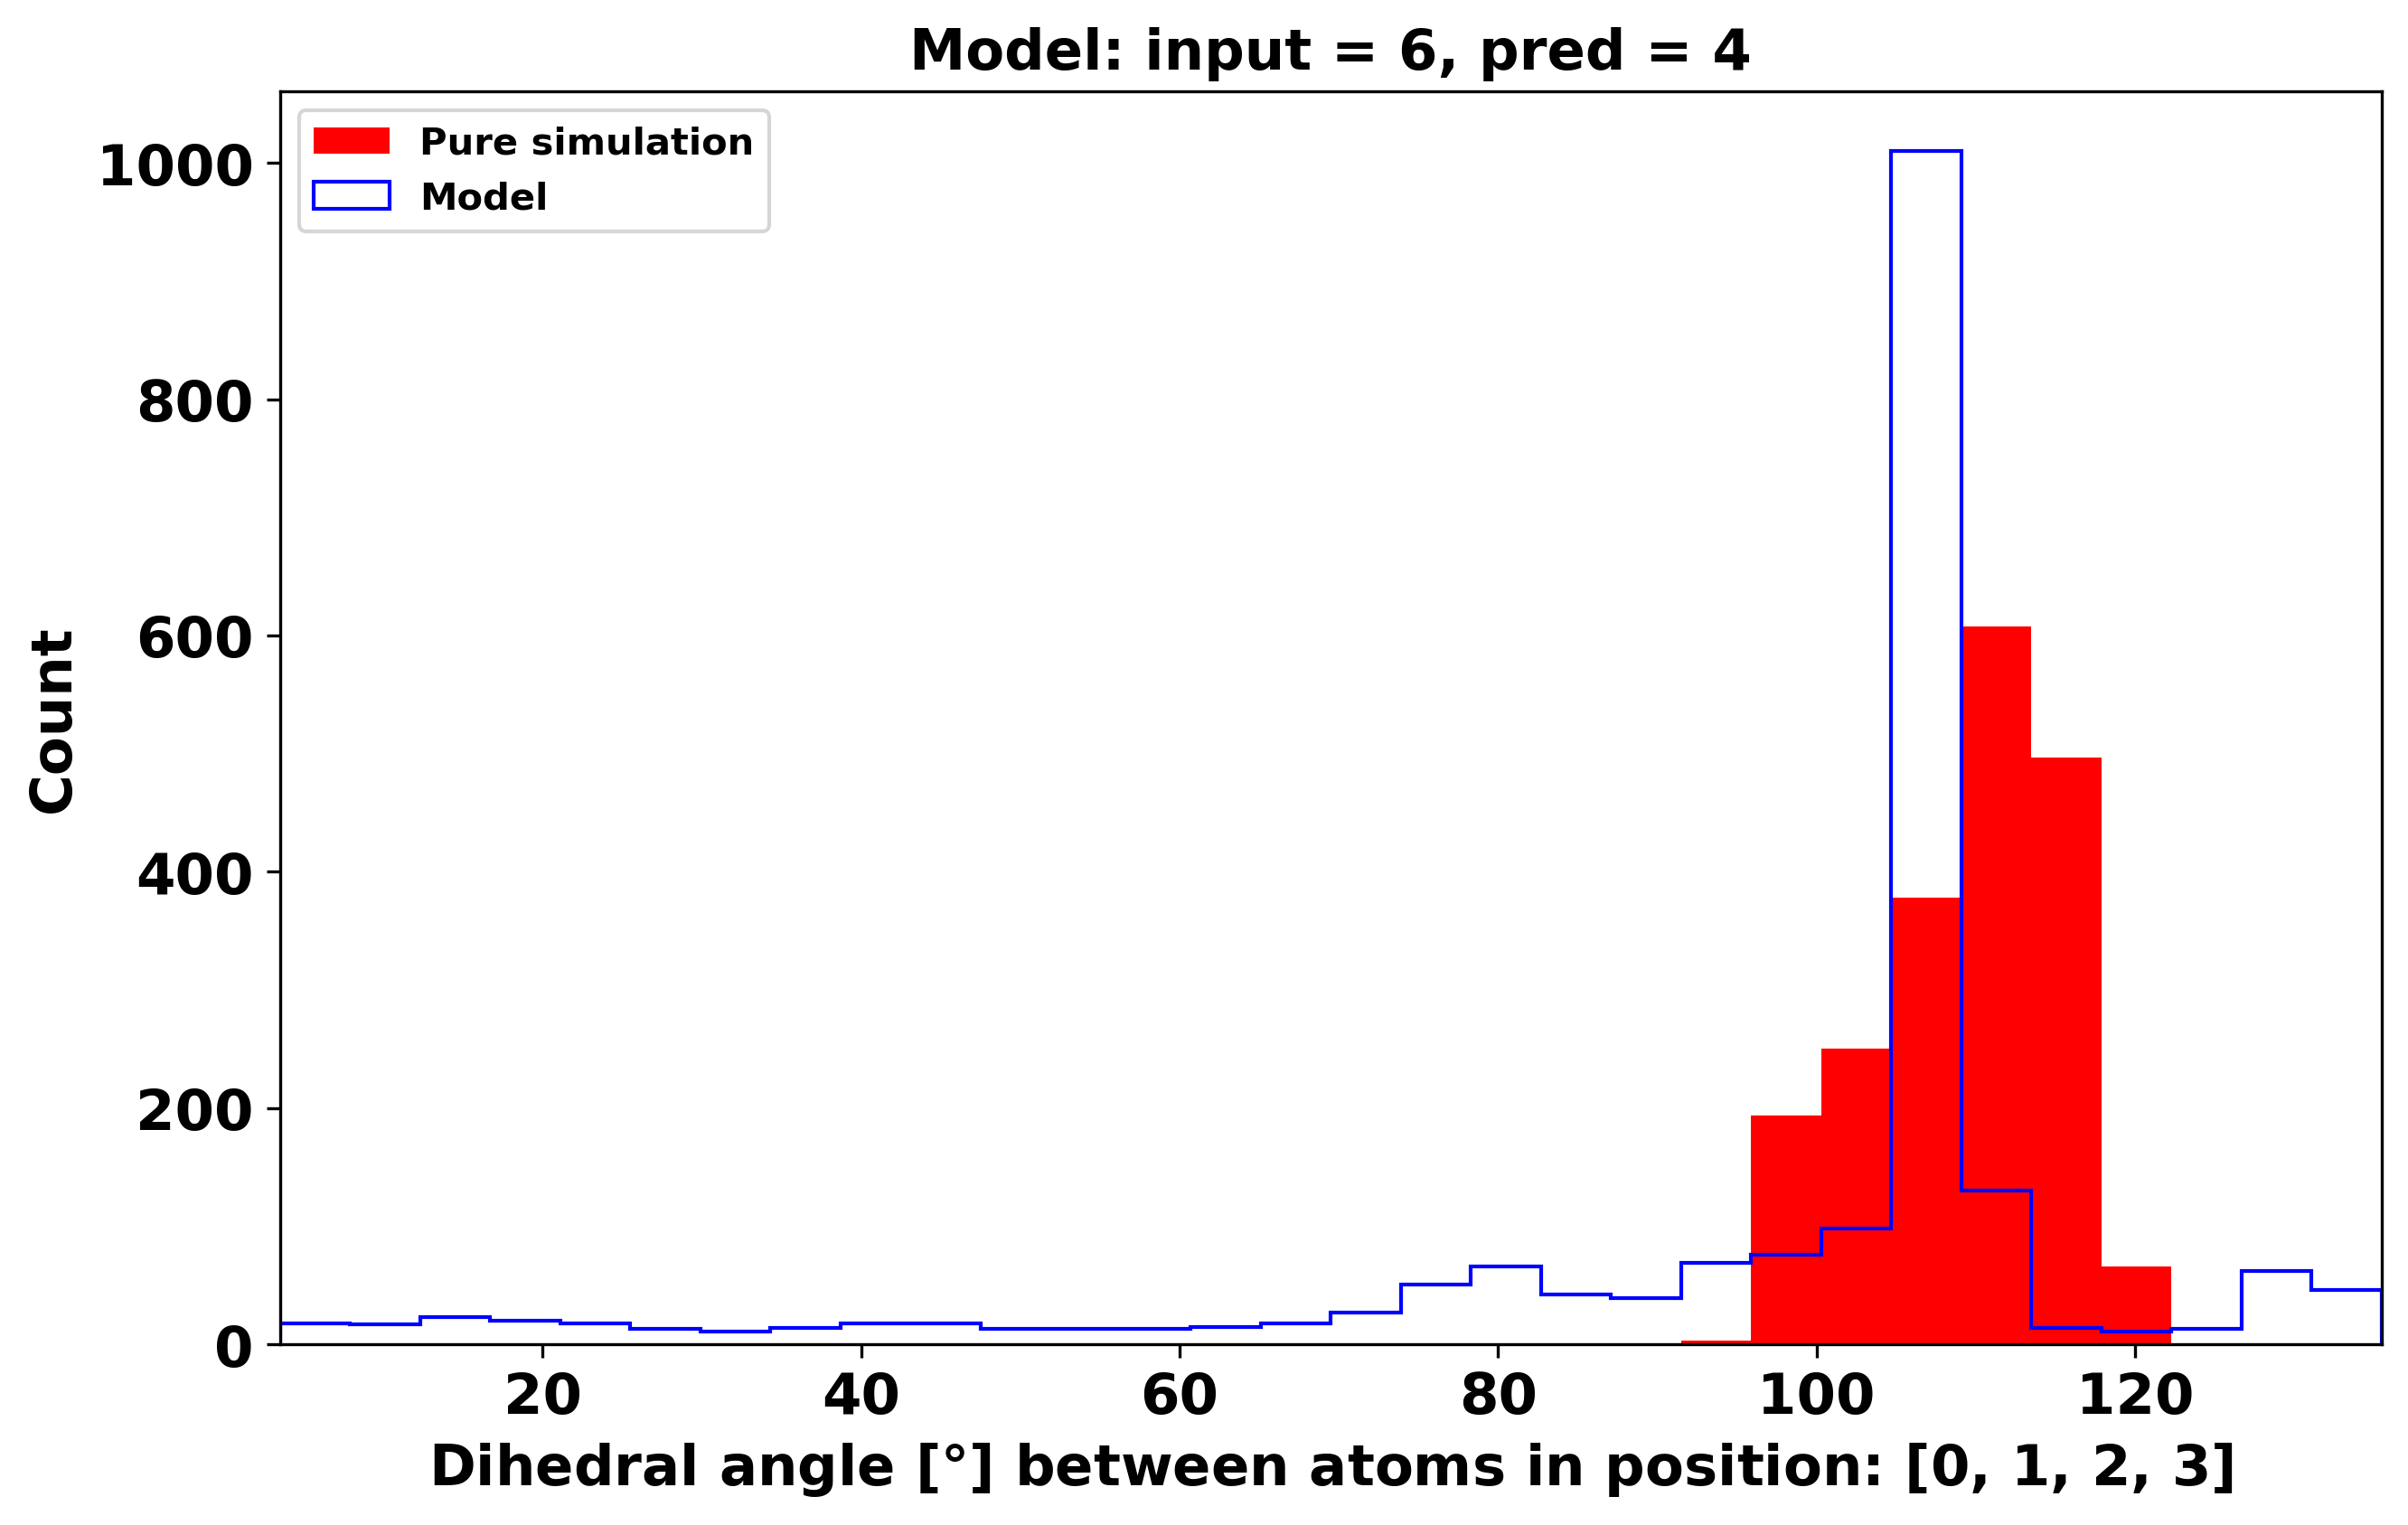 Model: input = 6, pred = 4
Pure simulation
Model
1000
800
600
400
200
0
Count
20 40 60 80 100 120
Dihedral angle [°] between atoms in position: [0, 1, 2, 3]